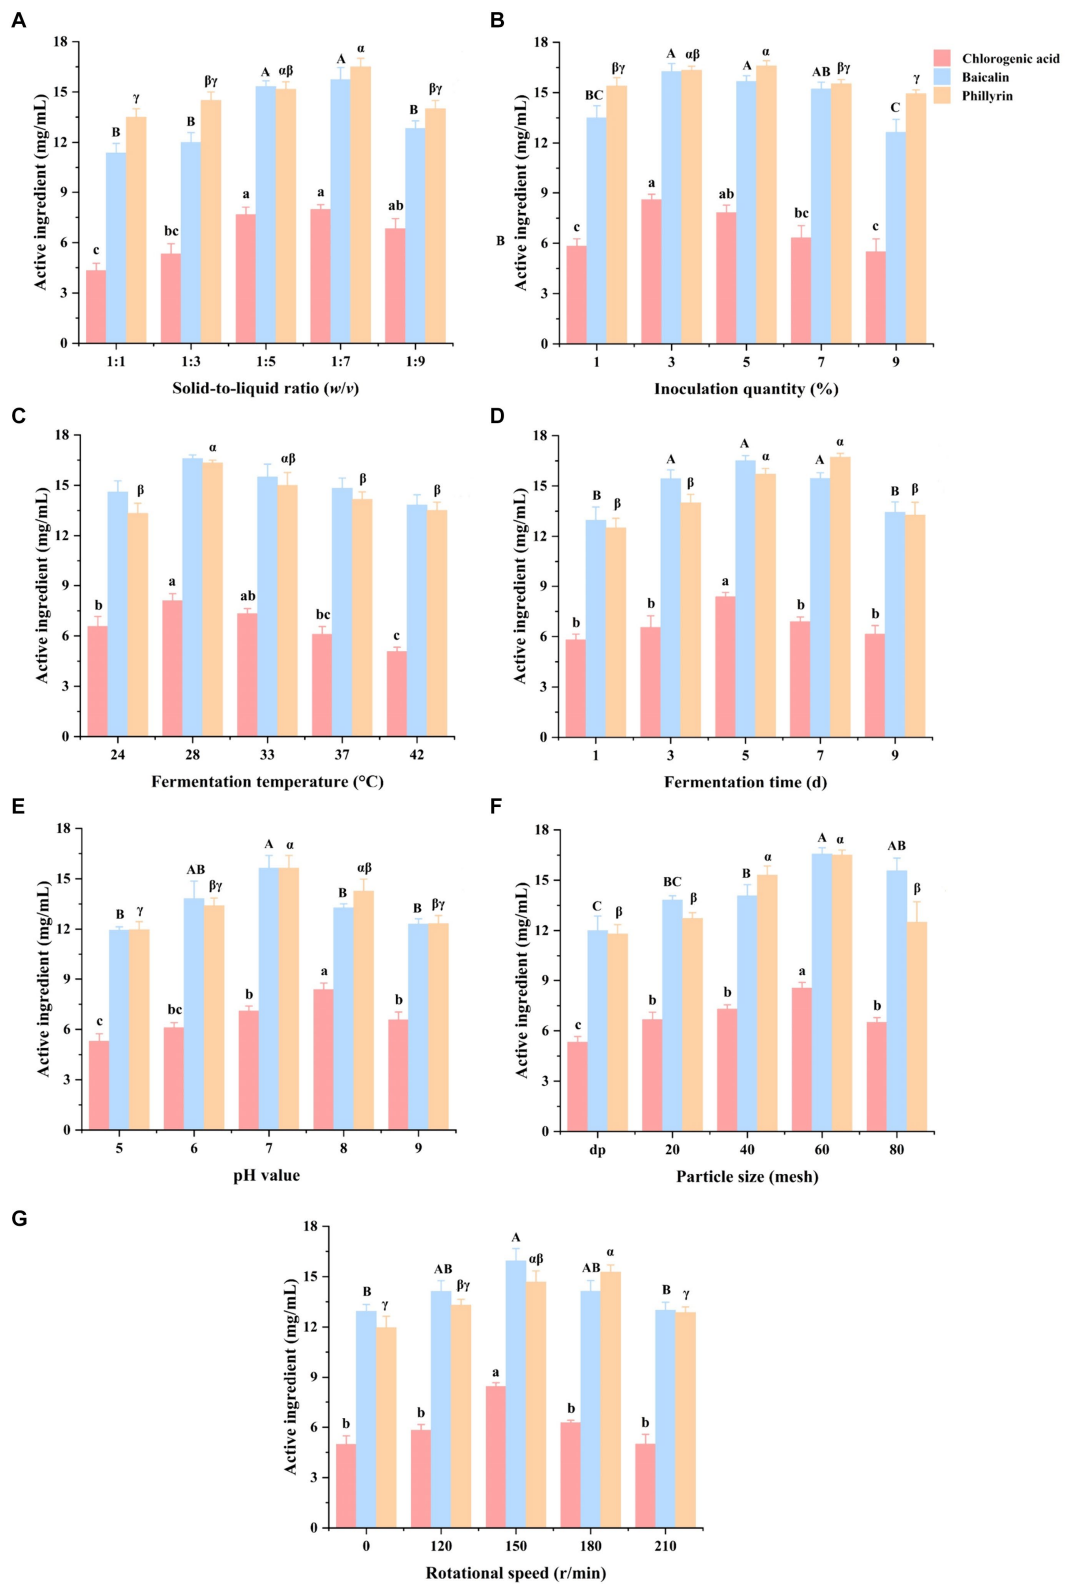 A
B
18
15
12
9
6
3
0
Active ingredient (mg/mL)
c
B
γ
bc
B
βγ
a
A
αβ
a
A
α
ab
B
βγ
1:1
1:3
1:5
1:7
1:9
Solid-to-liquid ratio (w/v)
B
18
15
12
9
6
3
0
Active ingredient (mg/mL)
c
BC
βγ
a
A
αβ
ab
A
α
bc
AB
βγ
c
C
γ
1
3
5
7
9
Inoculation quantity (%)
Chlorogenic acid
Baicalin
Phillyrin
C
18
15
12
9
6
3
0
Active ingredient (mg/mL)
b
β
a
α
ab
αβ
bc
β
c
β
24
28
33
37
42
Fermentation temperature (°C)
D
18
15
12
9
6
3
0
Active ingredient (mg/mL)
b
B
β
b
A
β
a
A
α
b
A
α
b
B
β
1
3
5
7
9
Fermentation time (d)
E
18
15
12
9
6
3
0
Active ingredient (mg/mL)
c
B
γ
bc
AB
βγ
b
A
α
a
B
αβ
b
B
βγ
5
6
7
8
9
pH value
F
18
15
12
9
6
3
0
Active ingredient (mg/mL)
c
C
β
b
BC
β
b
B
α
a
A
α
b
AB
β
dp
20
40
60
80
Particle size (mesh)
G
18
15
12
9
6
3
0
Active ingredient (mg/mL)
b
B
γ
b
AB
βγ
a
A
αβ
b
AB
α
b
B
γ
0
120
150
180
210
Rotational speed (r/min)